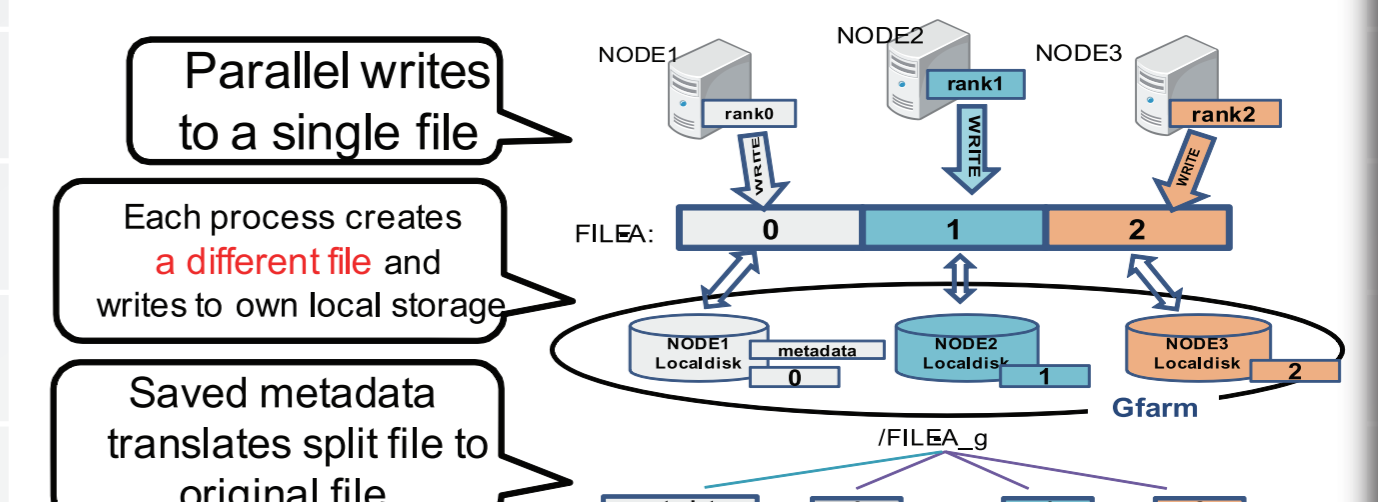 Parallel writes
to a single file
NODE1
NODE2
NODE3
rank0
rank1
rank2
WRITE
WRITE
WRITE
Each process creates
a different file and
writes to own local storage
FILEA:
0
1
2
NODE1
Localdisk
metadata
0
NODE2
Localdisk
1
NODE3
Localdisk
2
Gfarm
Saved metadata
translates split file to
original file
/FILEA_g